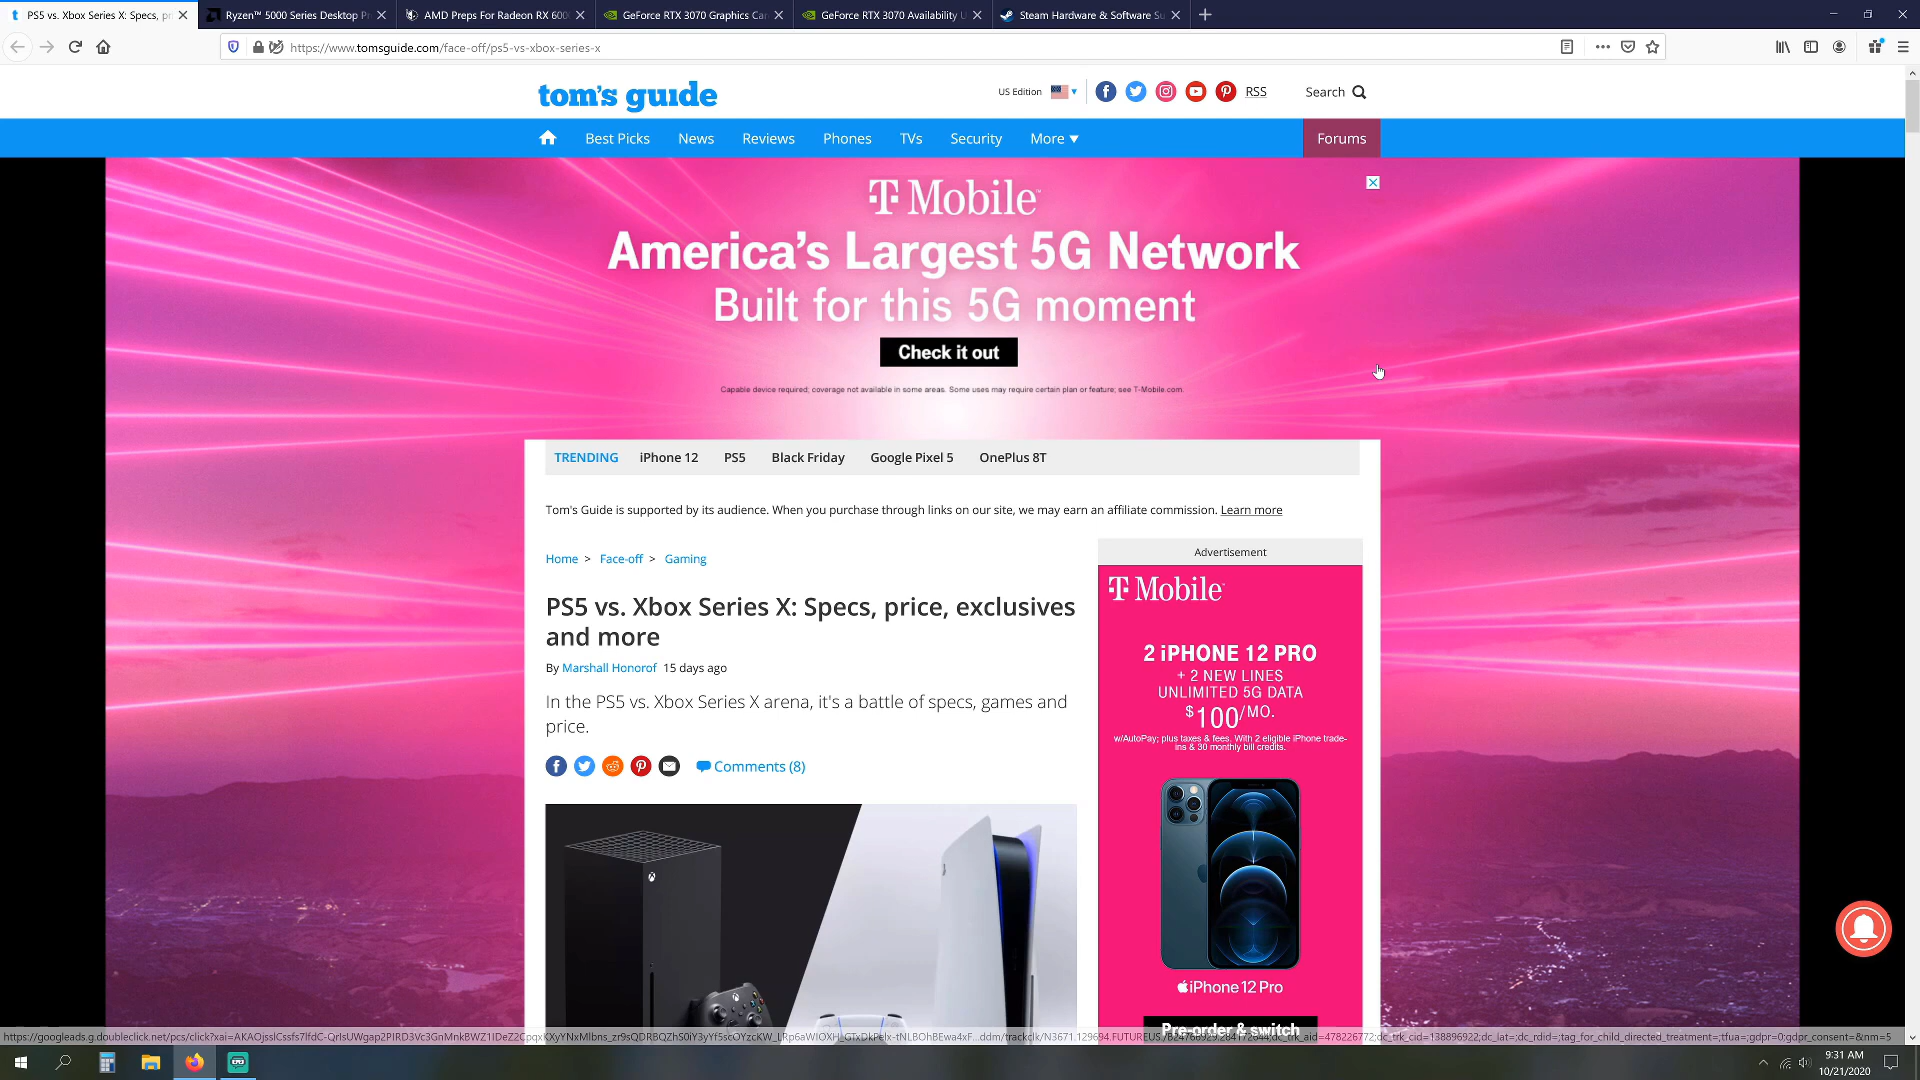 PS5 vs. Xbox Series X: Specs, pr
Ryzen™ 5000 Series Desktop Pr
AMD Preps For Radeon RX 600
GeForce RTX 3070 Graphics Ca
GeForce RTX 3070 Availability U
Steam Hardware & Software Su
https://www.tomsguide.com/face-off/ps5-vs-xbox-series-x
tom's guide
US Edition
RSS
Search
Best Picks News Reviews Phones TVs Security More ▼ Forums
T Mobile™
America's Largest 5G Network
Built for this 5G moment
Check it out
Capable device required; coverage not available in some areas. Some uses may require certain plan or feature; see T-Mobile.com.
TRENDING iPhone 12 PS5 Black Friday Google Pixel 5 OnePlus 8T
Tom's Guide is supported by its audience. When you purchase through links on our site, we may earn an affiliate commission. Learn more
Home > Face-off > Gaming
PS5 vs. Xbox Series X: Specs, price, exclusives
and more
By Marshall Honorof 15 days ago
In the PS5 vs. Xbox Series X arena, it's a battle of specs, games and
price.
Comments (8)
Advertisement
T Mobile
2 iPHONE 12 PRO
+ 2 NEW LINES
UNLIMITED 5G DATA
$100/MO.
w/AutoPay; plus taxes & fees. With 2 eligible iPhone trade-
ins & 30 monthly bill credits.
iPhone 12 Pro
Pre-order & switch
9:31 AM
10/21/2020